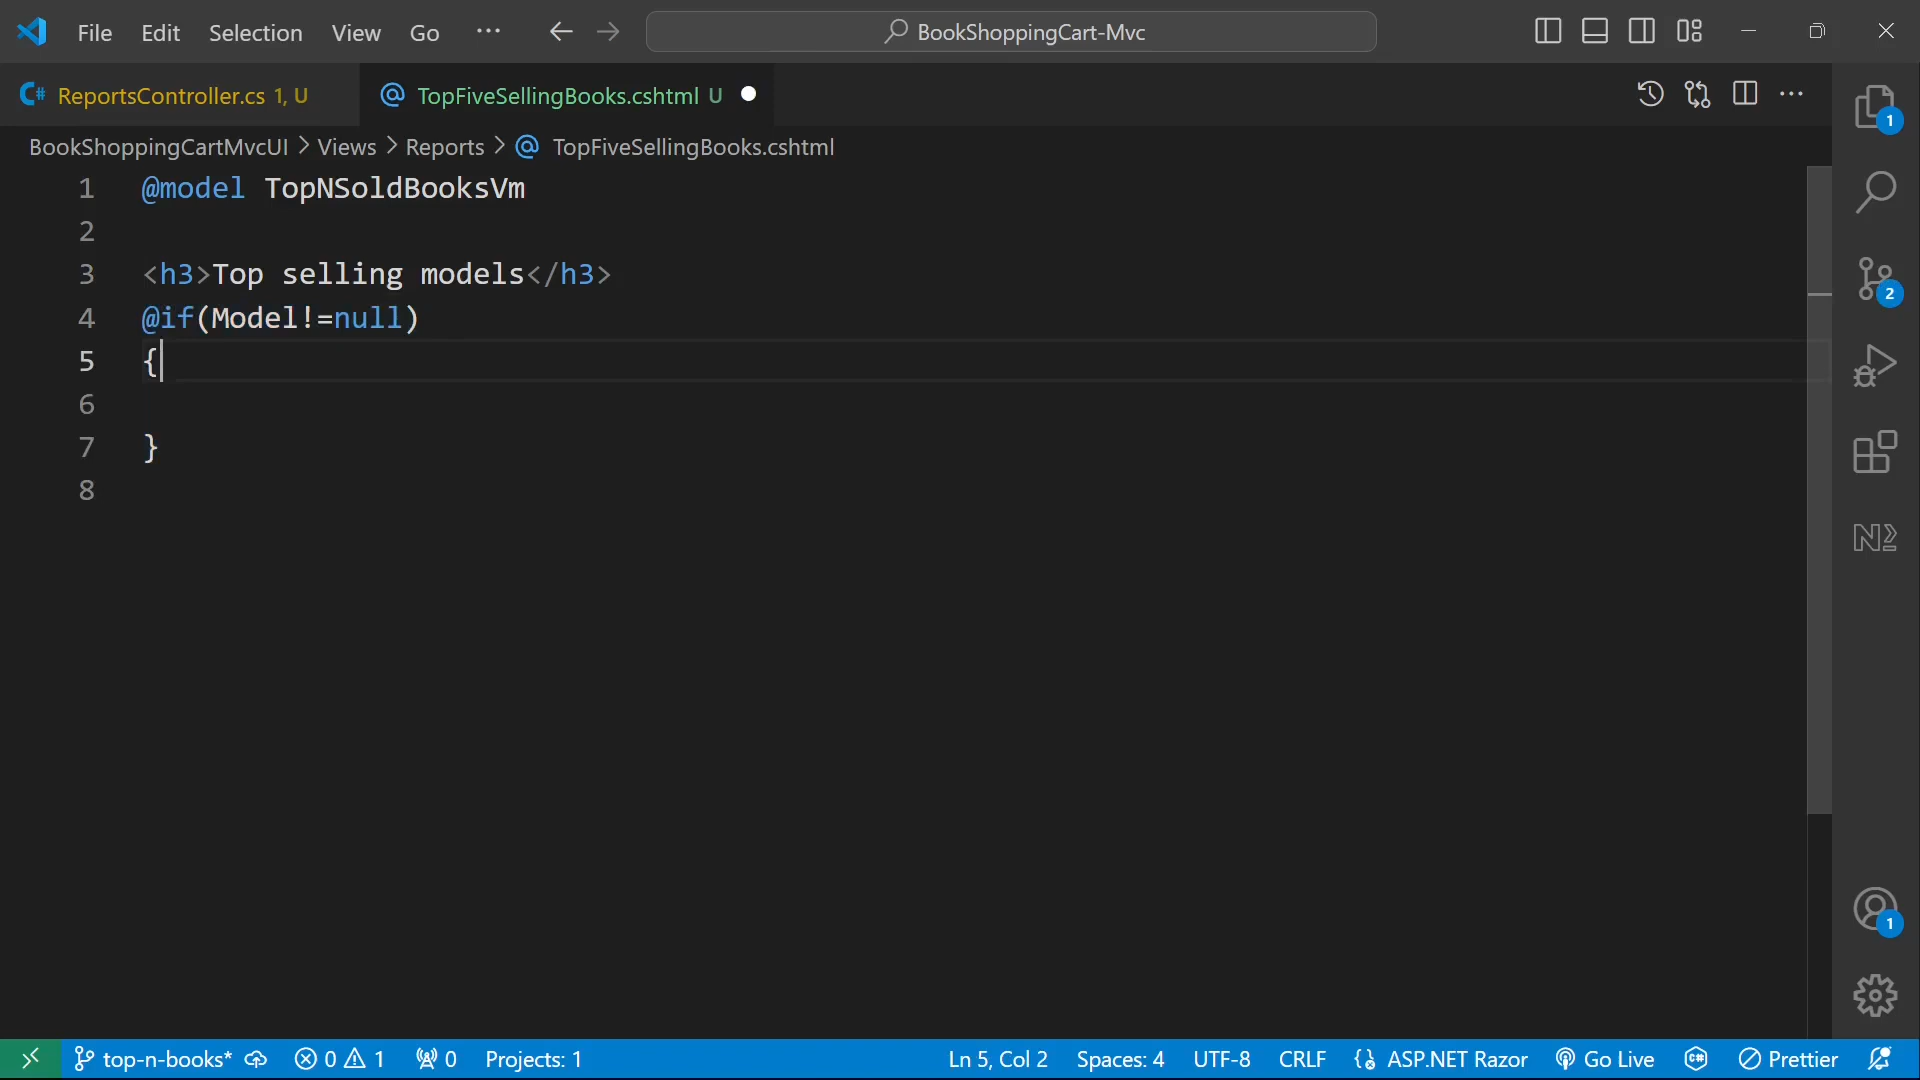 File Edit Selection View Go ··· BookShoppingCart-Mvc
ReportsController.cs 1, U TopFiveSellingBooks.cshtml U
BookShoppingCartMvcUI > Views > Reports > @ TopFiveSellingBooks.cshtml
1 @model TopNSoldBooksVm
2
3 <h3>Top selling models</h3>
4 @if(Model!=null)
5 {
6
7 }
8
1
2
1
top-n-books* 0 1 0 Projects: 1 Ln 5, Col 2 Spaces: 4 UTF-8 CRLF ASP.NET Razor Go Live Prettier